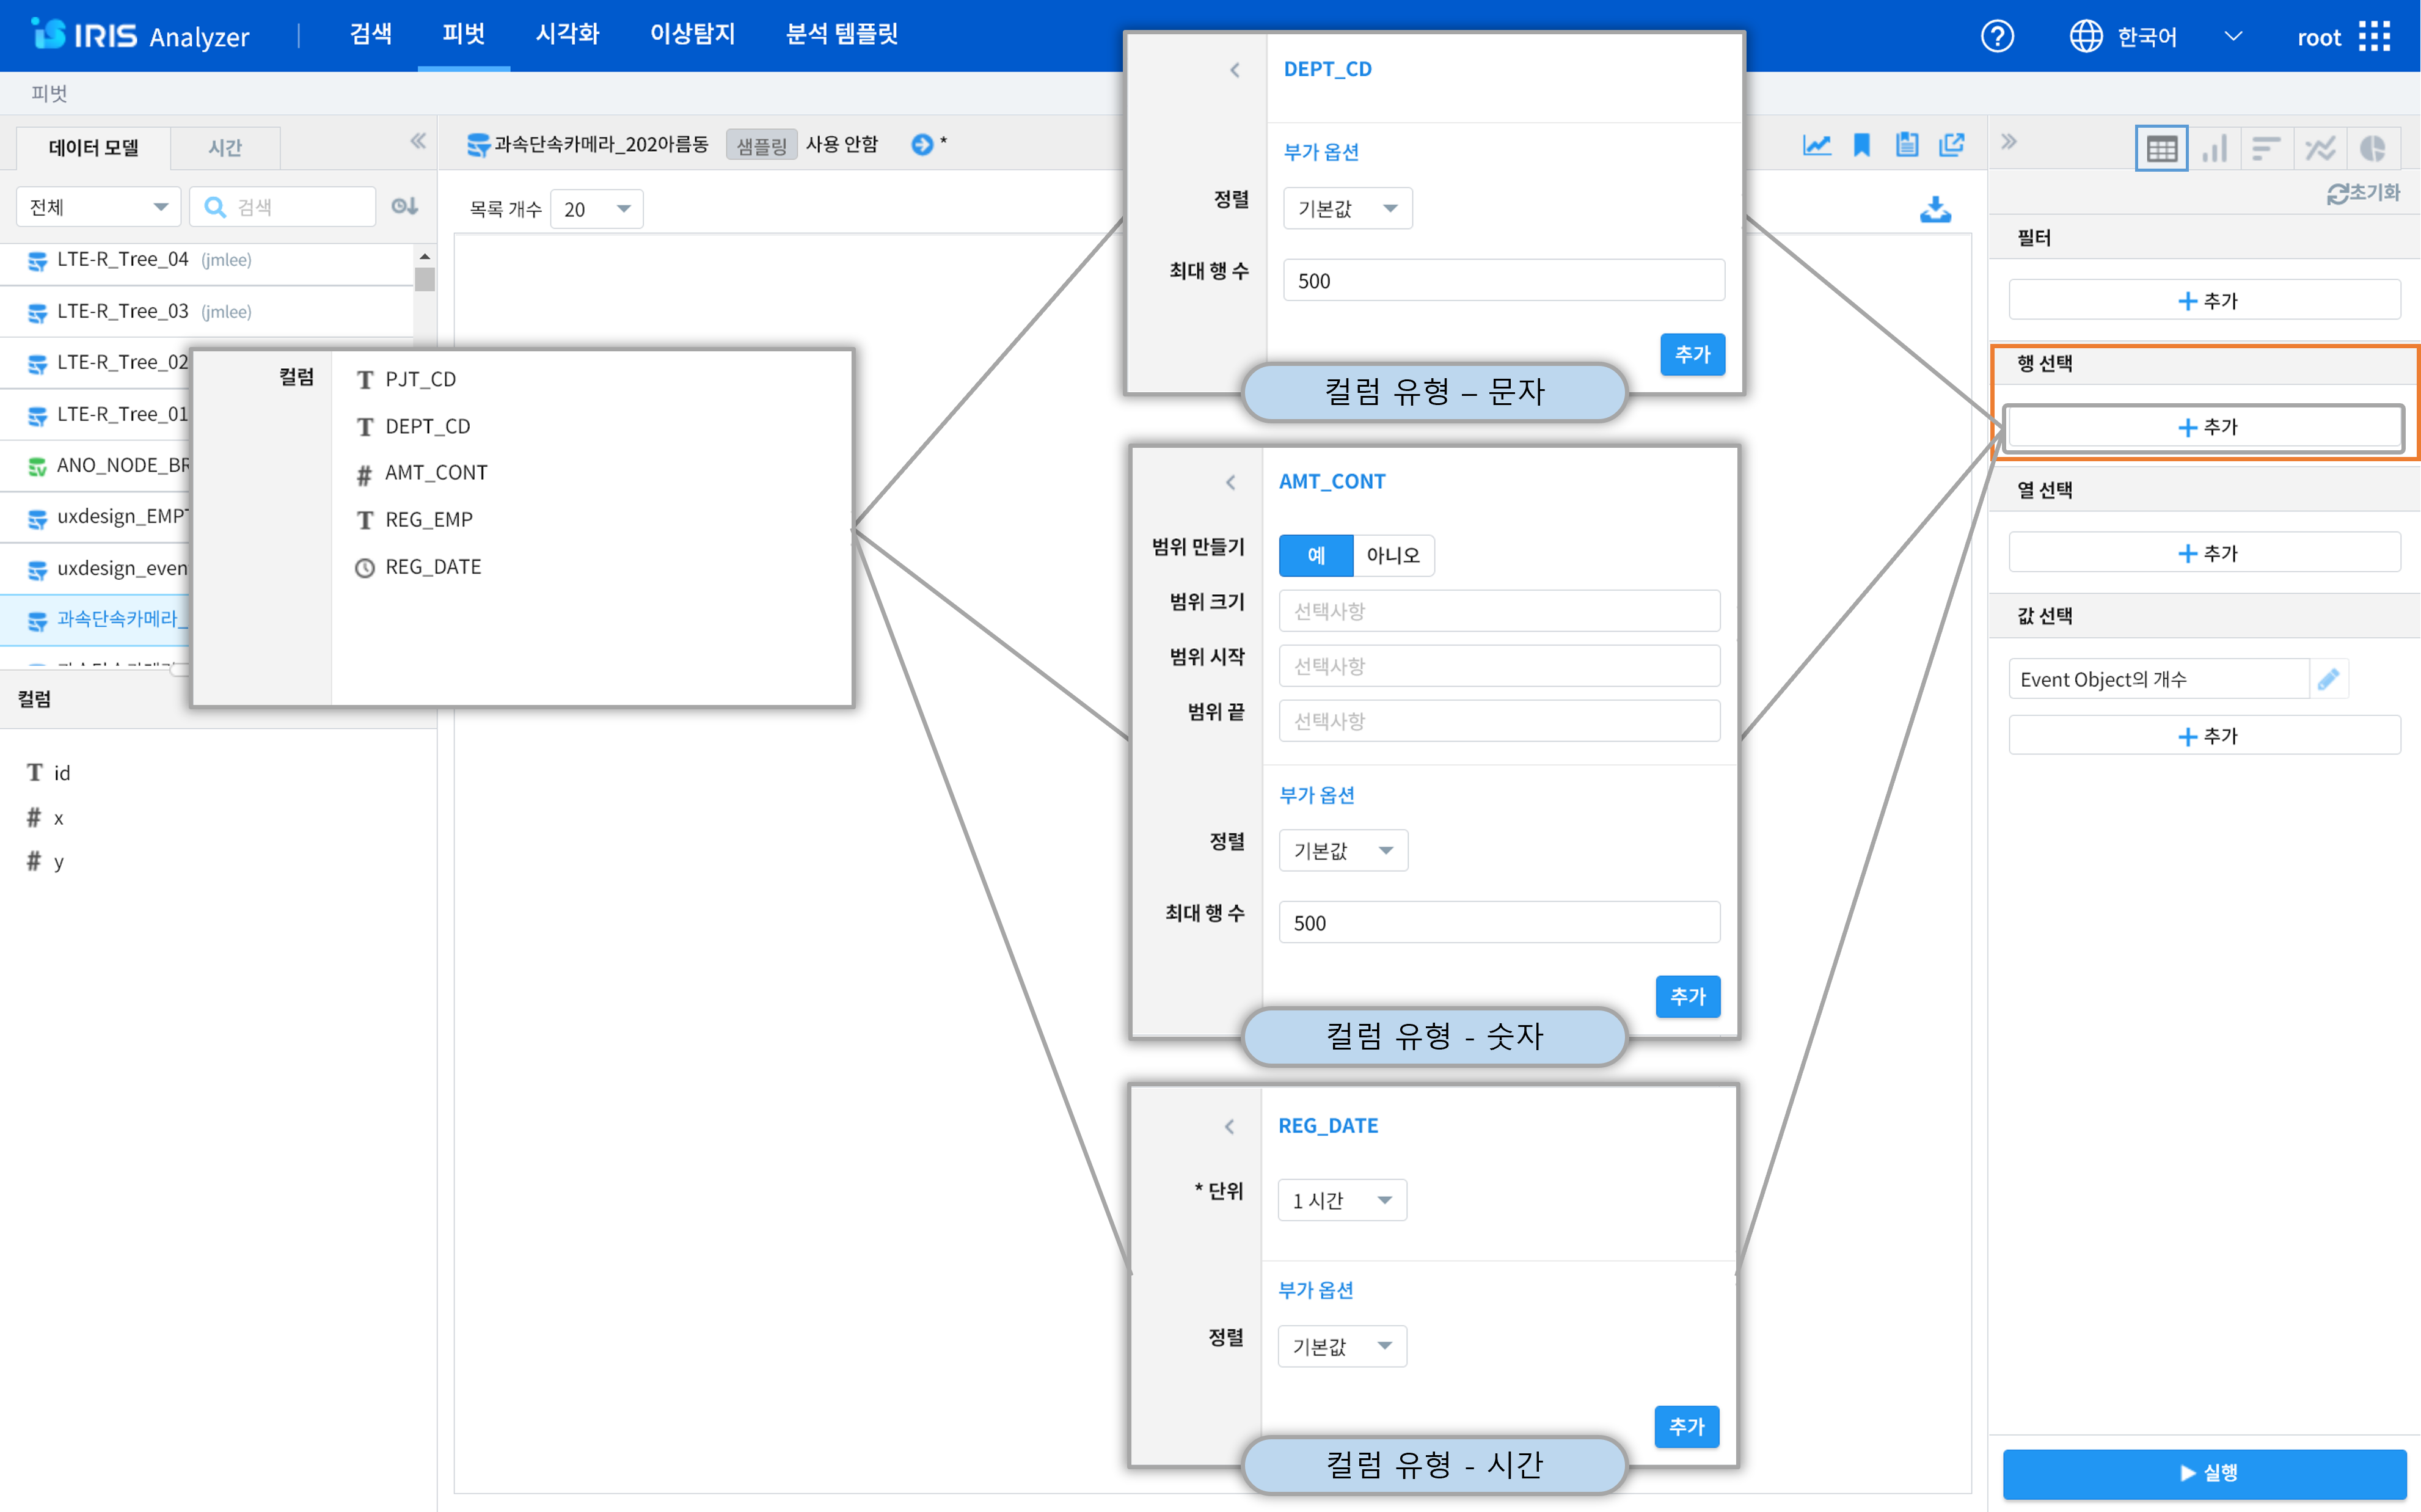 IRIS Analyzer
검색
피벗
시각화
이상탐지
분석 템플릿
한국어
root
피벗
데이터 모델
시간
전체
검색
LTE-R_Tree_04 (jmlee)
LTE-R_Tree_03 (jmlee)
LTE-R_Tree_02
LTE-R_Tree_01
ANO_NODE_BR
uxdesign_EMPT
uxdesign_even
과속단속카메라_
컬럼
T id
# x
# y
과속단속카메라_202아름동
샘플링
사용 안함
*
목록 개수
20
컬럼
T PJT_CD
T DEPT_CD
# AMT_CONT
T REG_EMP
REG_DATE
DEPT_CD
부가 옵션
정렬
기본값
최대 행 수
500
추가
컬럼 유형 – 문자
AMT_CONT
범위 만들기
예
아니오
범위 크기
선택사항
범위 시작
선택사항
범위 끝
선택사항
부가 옵션
정렬
기본값
최대 행 수
500
추가
컬럼 유형 - 숫자
REG_DATE
* 단위
1 시간
부가 옵션
정렬
기본값
추가
컬럼 유형 - 시간
초기화
필터
+ 추가
행 선택
+ 추가
열 선택
+ 추가
값 선택
Event Object의 개수
+ 추가
실행